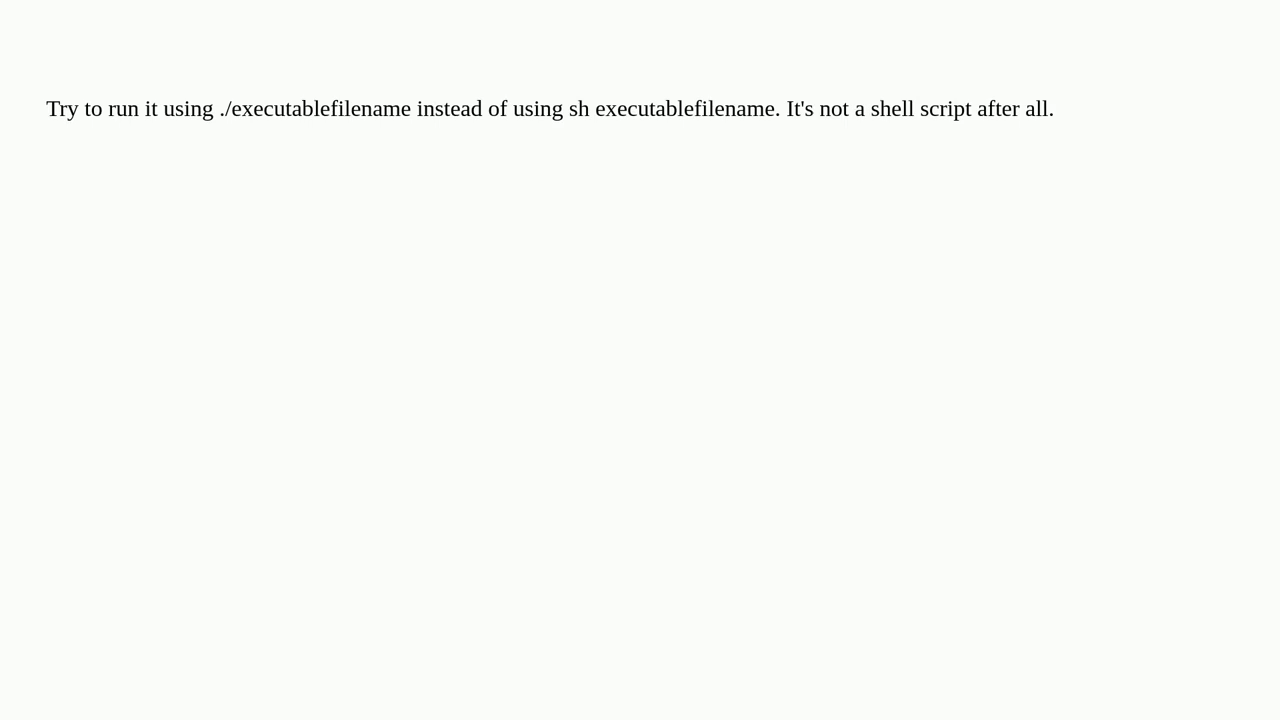 Try to run it using ./executablefilename instead of using sh executablefilename. It's not a shell script after all.